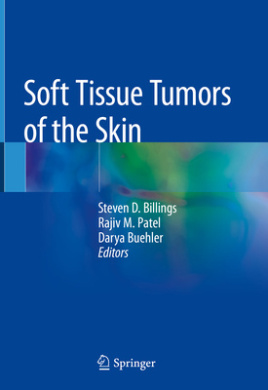 Soft Tissue Tumors
of the Skin
Steven D. Billings
Rajiv M. Patel
Darya Buehler
Editors
Springer